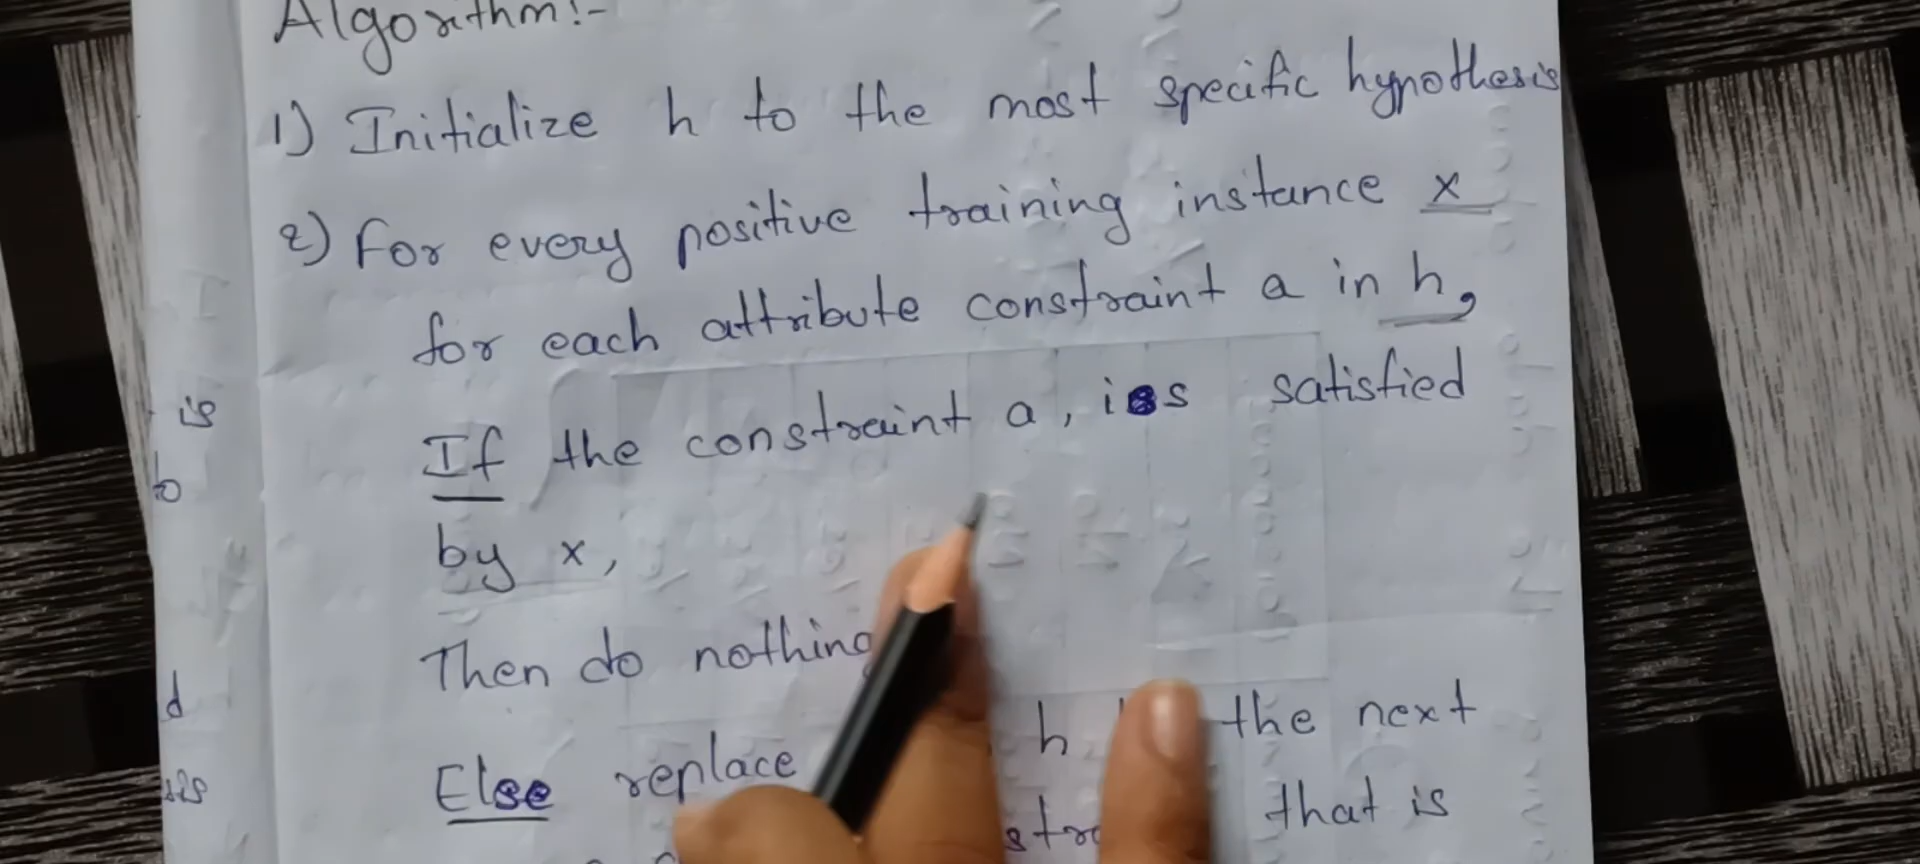 Algorithm:-
1) Initialize h to the most specific hypothesis
2) For every positive training instance x
for each attribute constraint a in h,
is
If the constraint a, is satisfied
by x,
Then do nothing
d
h the next
Else replace
that is